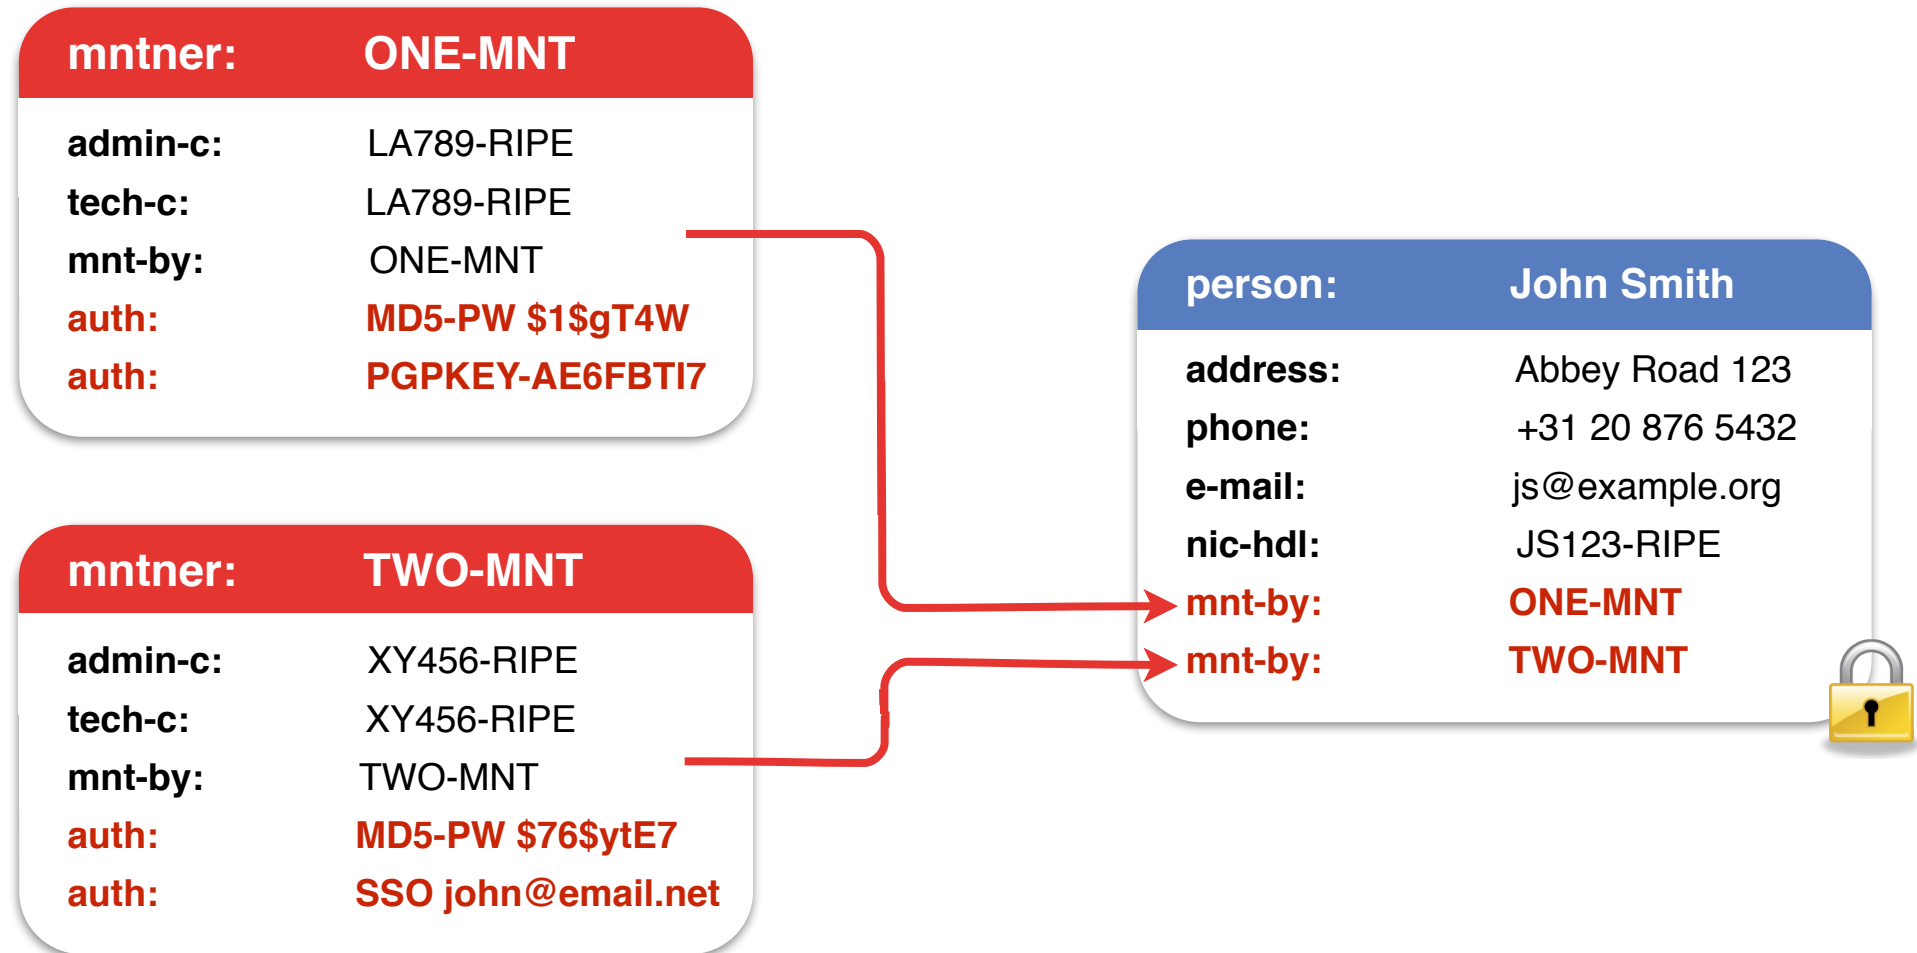 mntner: ONE-MNT
admin-c: LA789-RIPE
tech-c: LA789-RIPE
mnt-by: ONE-MNT
auth: MD5-PW $1$gT4W
auth: PGPKEY-AE6FBTI7
mntner: TWO-MNT
admin-c: XY456-RIPE
tech-c: XY456-RIPE
mnt-by: TWO-MNT
auth: MD5-PW $76$ytE7
auth: SSO john@email.net
person: John Smith
address: Abbey Road 123
phone: +31 20 876 5432
e-mail: js@example.org
nic-hdl: JS123-RIPE
mnt-by: ONE-MNT
mnt-by: TWO-MNT